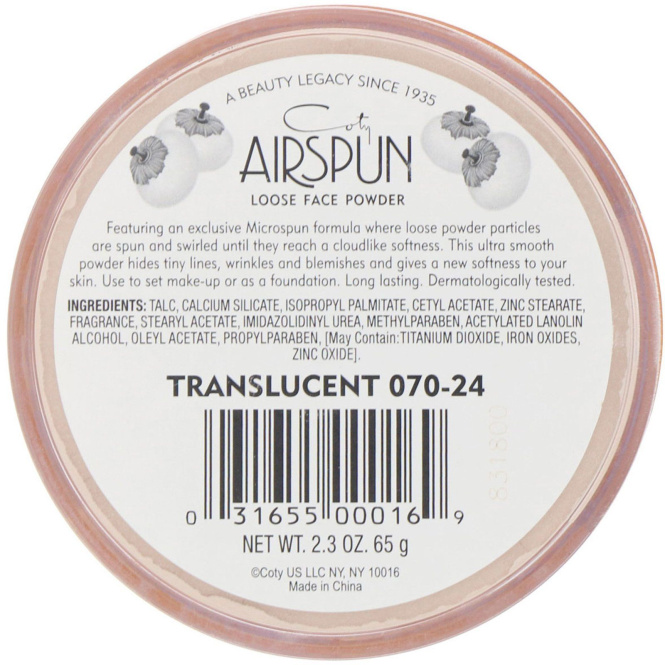 A BEAUTY LEGACY SINCE 1935
Coty
AIRSPUN
LOOSE FACE POWDER
Featuring an exclusive Microspun formula where loose powder particles
are spun and swirled until they reach a cloudlike softness. This ultra smooth
powder hides tiny lines, wrinkles and blemishes and gives a new softness to your
skin. Use to set make-up or as a foundation. Long lasting. Dermatologically tested.
INGREDIENTS: TALC, CALCIUM SILICATE, ISOPROPYL PALMITATE, CETYL ACETATE, ZINC STEARATE,
FRAGRANCE, STEARYL ACETATE, IMIDAZOLIDINYL UREA, METHYLPARABEN, ACETYLATED LANOLIN
ALCOHOL, OLEYL ACETATE, PROPYLPARABEN, [May Contain:TITANIUM DIOXIDE, IRON OXIDES,
ZINC OXIDE].
TRANSLUCENT 070-24
0 31655 00016 9
NET WT. 2.3 OZ. 65 g
©Coty US LLC NY, NY 10016
Made in China